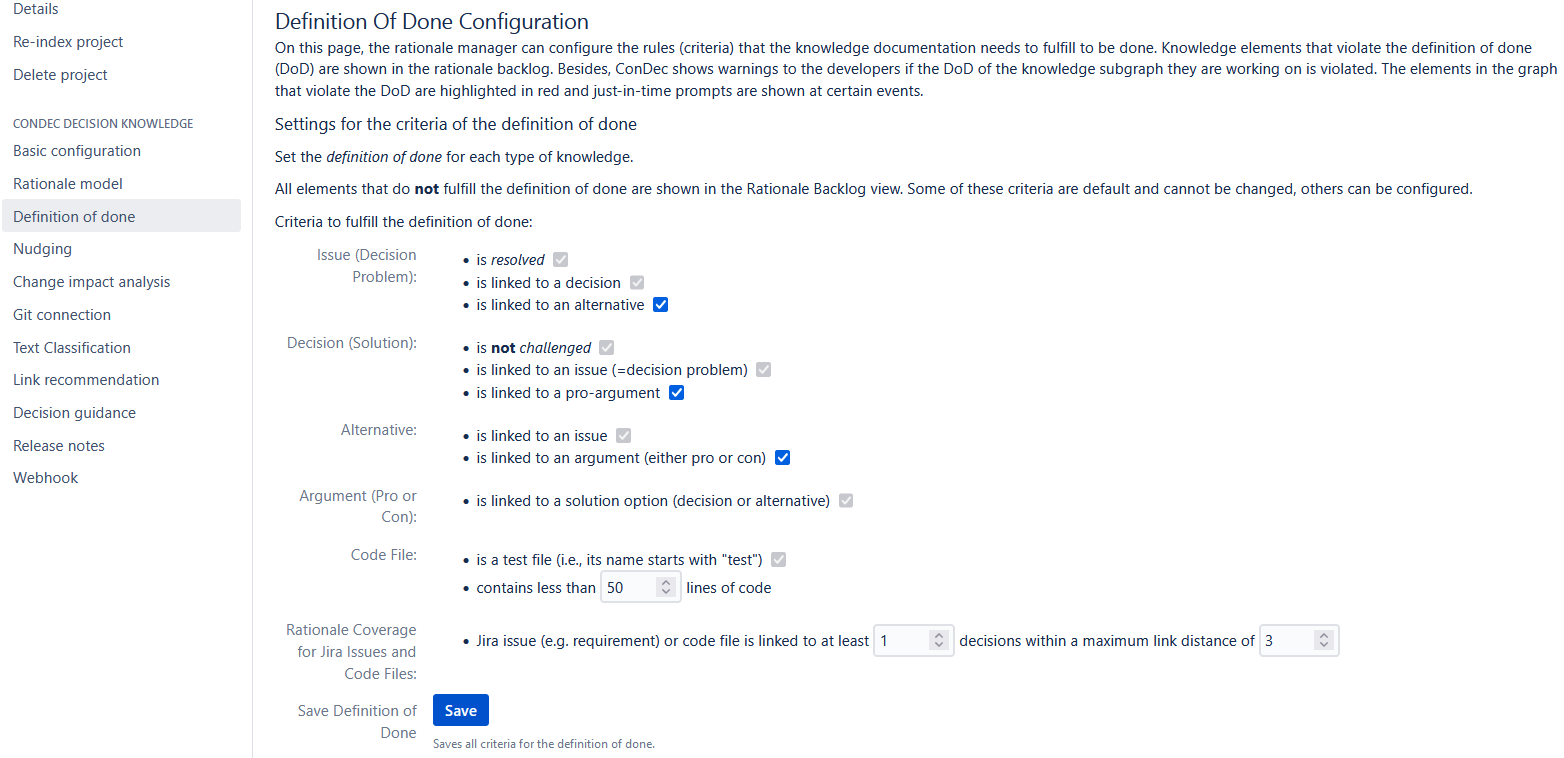 Details
Re-index project
Delete project
CONDEC DECISION KNOWLEDGE
Basic configuration
Rationale model
Definition of done
Nudging
Change impact analysis
Git connection
Text Classification
Link recommendation
Decision guidance
Release notes
Webhook
Definition Of Done Configuration
On this page, the rationale manager can configure the rules (criteria) that the knowledge documentation needs to fulfill to be done. Knowledge elements that violate the definition of done
(DoD) are shown in the rationale backlog. Besides, ConDec shows warnings to the developers if the DoD of the knowledge subgraph they are working on is violated. The elements in the graph
that violate the DoD are highlighted in red and just-in-time prompts are shown at certain events.
Settings for the criteria of the definition of done
Set the definition of done for each type of knowledge.
All elements that do not fulfill the definition of done are shown in the Rationale Backlog view. Some of these criteria are default and cannot be changed, others can be configured.
Criteria to fulfill the definition of done:
Issue (Decision
Problem):
• is resolved
• is linked to a decision
• is linked to an alternative
Decision (Solution):
• is not challenged
• is linked to an issue (=decision problem)
• is linked to a pro-argument
Alternative:
• is linked to an issue
• is linked to an argument (either pro or con)
Argument (Pro or
Con):
• is linked to a solution option (decision or alternative)
Code File:
• is a test file (i.e., its name starts with "test")
• contains less than 50 lines of code
Rationale Coverage
for Jira Issues and
Code Files:
• Jira issue (e.g. requirement) or code file is linked to at least 1 decisions within a maximum link distance of 3
Save Definition of
Done
Save
Saves all criteria for the definition of done.